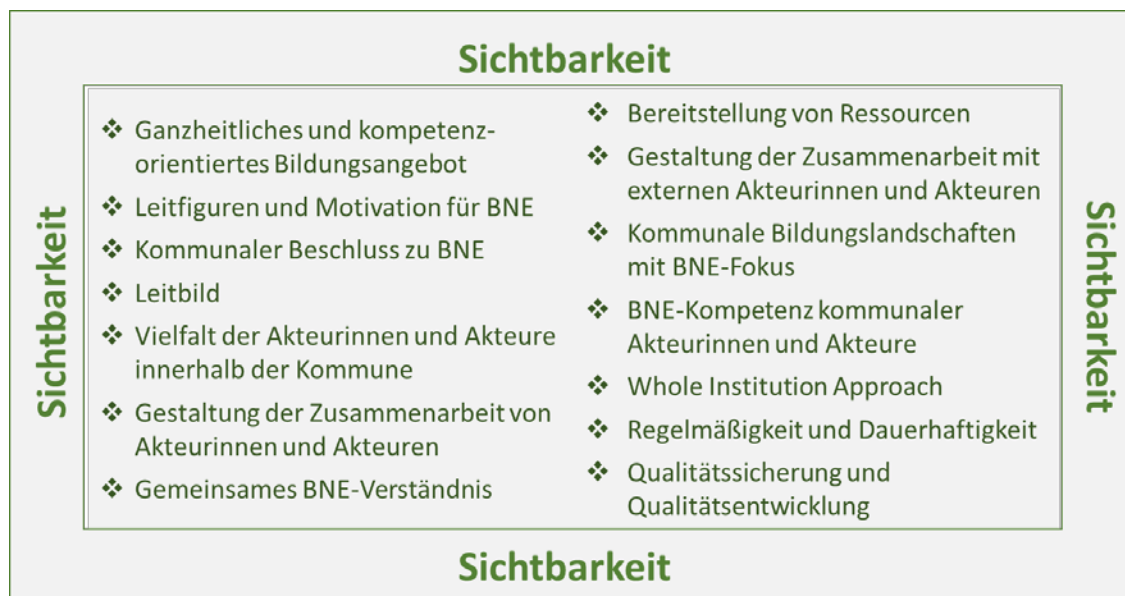 Sichtbarkeit
Sichtbarkeit
❖ Ganzheitliches und kompetenz-
orientiertes Bildungsangebot
❖ Leitfiguren und Motivation für BNE
❖ Kommunaler Beschluss zu BNE
❖ Leitbild
❖ Vielfalt der Akteurinnen und Akteure
innerhalb der Kommune
❖ Gestaltung der Zusammenarbeit von
Akteurinnen und Akteuren
❖ Gemeinsames BNE-Verständnis
❖ Bereitstellung von Ressourcen
❖ Gestaltung der Zusammenarbeit mit
externen Akteurinnen und Akteuren
❖ Kommunale Bildungslandschaften
mit BNE-Fokus
❖ BNE-Kompetenz kommunaler
Akteurinnen und Akteure
❖ Whole Institution Approach
❖ Regelmäßigkeit und Dauerhaftigkeit
❖ Qualitätssicherung und
Qualitätsentwicklung
Sichtbarkeit
Sichtbarkeit